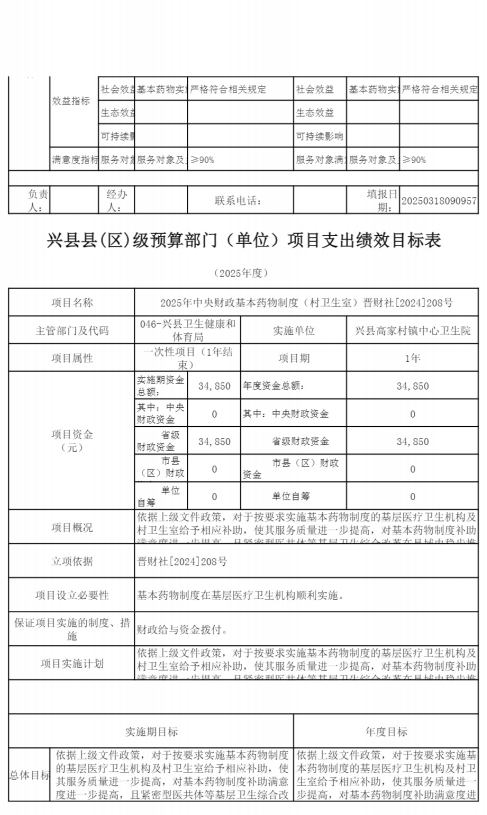 效益指标
社会效益 基本药物实 严格符合相关规定 社会效益 基本药物实 严格符合相关规定
生态效益 生态效益
可持续影 可持续影响
满意度指标 服务对象 服务对象及 ≥90% 服务对象满 服务对象及 ≥90%
负责人： 经办人： 联系电话： 填报日期： 20250318090957
兴县县(区)级预算部门（单位）项目支出绩效目标表
（2025年度）
项目名称 2025年中央财政基本药物制度（村卫生室）晋财社[2024]208号
主管部门及代码 046-兴县卫生健康和体育局 实施单位 兴县高家村镇中心卫生院
项目属性 一次性项目（1年结束） 项目期 1年
项目资金（元）
实施期资金总额： 34,850 年度资金总额： 34,850
其中：中央财政资金 0 其中：中央财政资金 0
省级财政资金 34,850 省级财政资金 34,850
市县（区）财政 0 市县（区）财政资金 0
单位自筹 0 单位自筹 0
项目概况 依据上级文件政策，对于按要求实施基本药物制度的基层医疗卫生机构及
村卫生室给予相应补助，使其服务质量进一步提高，对基本药物制度补助
立项依据 晋财社[2024]208号
项目设立必要性 基本药物制度在基层医疗卫生机构顺利实施。
保证项目实施的制度、措施 财政给与资金拨付。
项目实施计划 依据上级文件政策，对于按要求实施基本药物制度的基层医疗卫生机构及
村卫生室给予相应补助，使其服务质量进一步提高，对基本药物制度补助
实施期目标 年度目标
总体目标
依据上级文件政策，对于按要求实施基本药物制度
的基层医疗卫生机构及村卫生室给予相应补助，使
其服务质量进一步提高，对基本药物制度补助满意
度进一步提高，且紧密型医共体等基层卫生综合改
依据上级文件政策，对于按要求实施基
本药物制度的基层医疗卫生机构及村卫
生室给予相应补助，使其服务质量进一
步提高，对基本药物制度补助满意度进